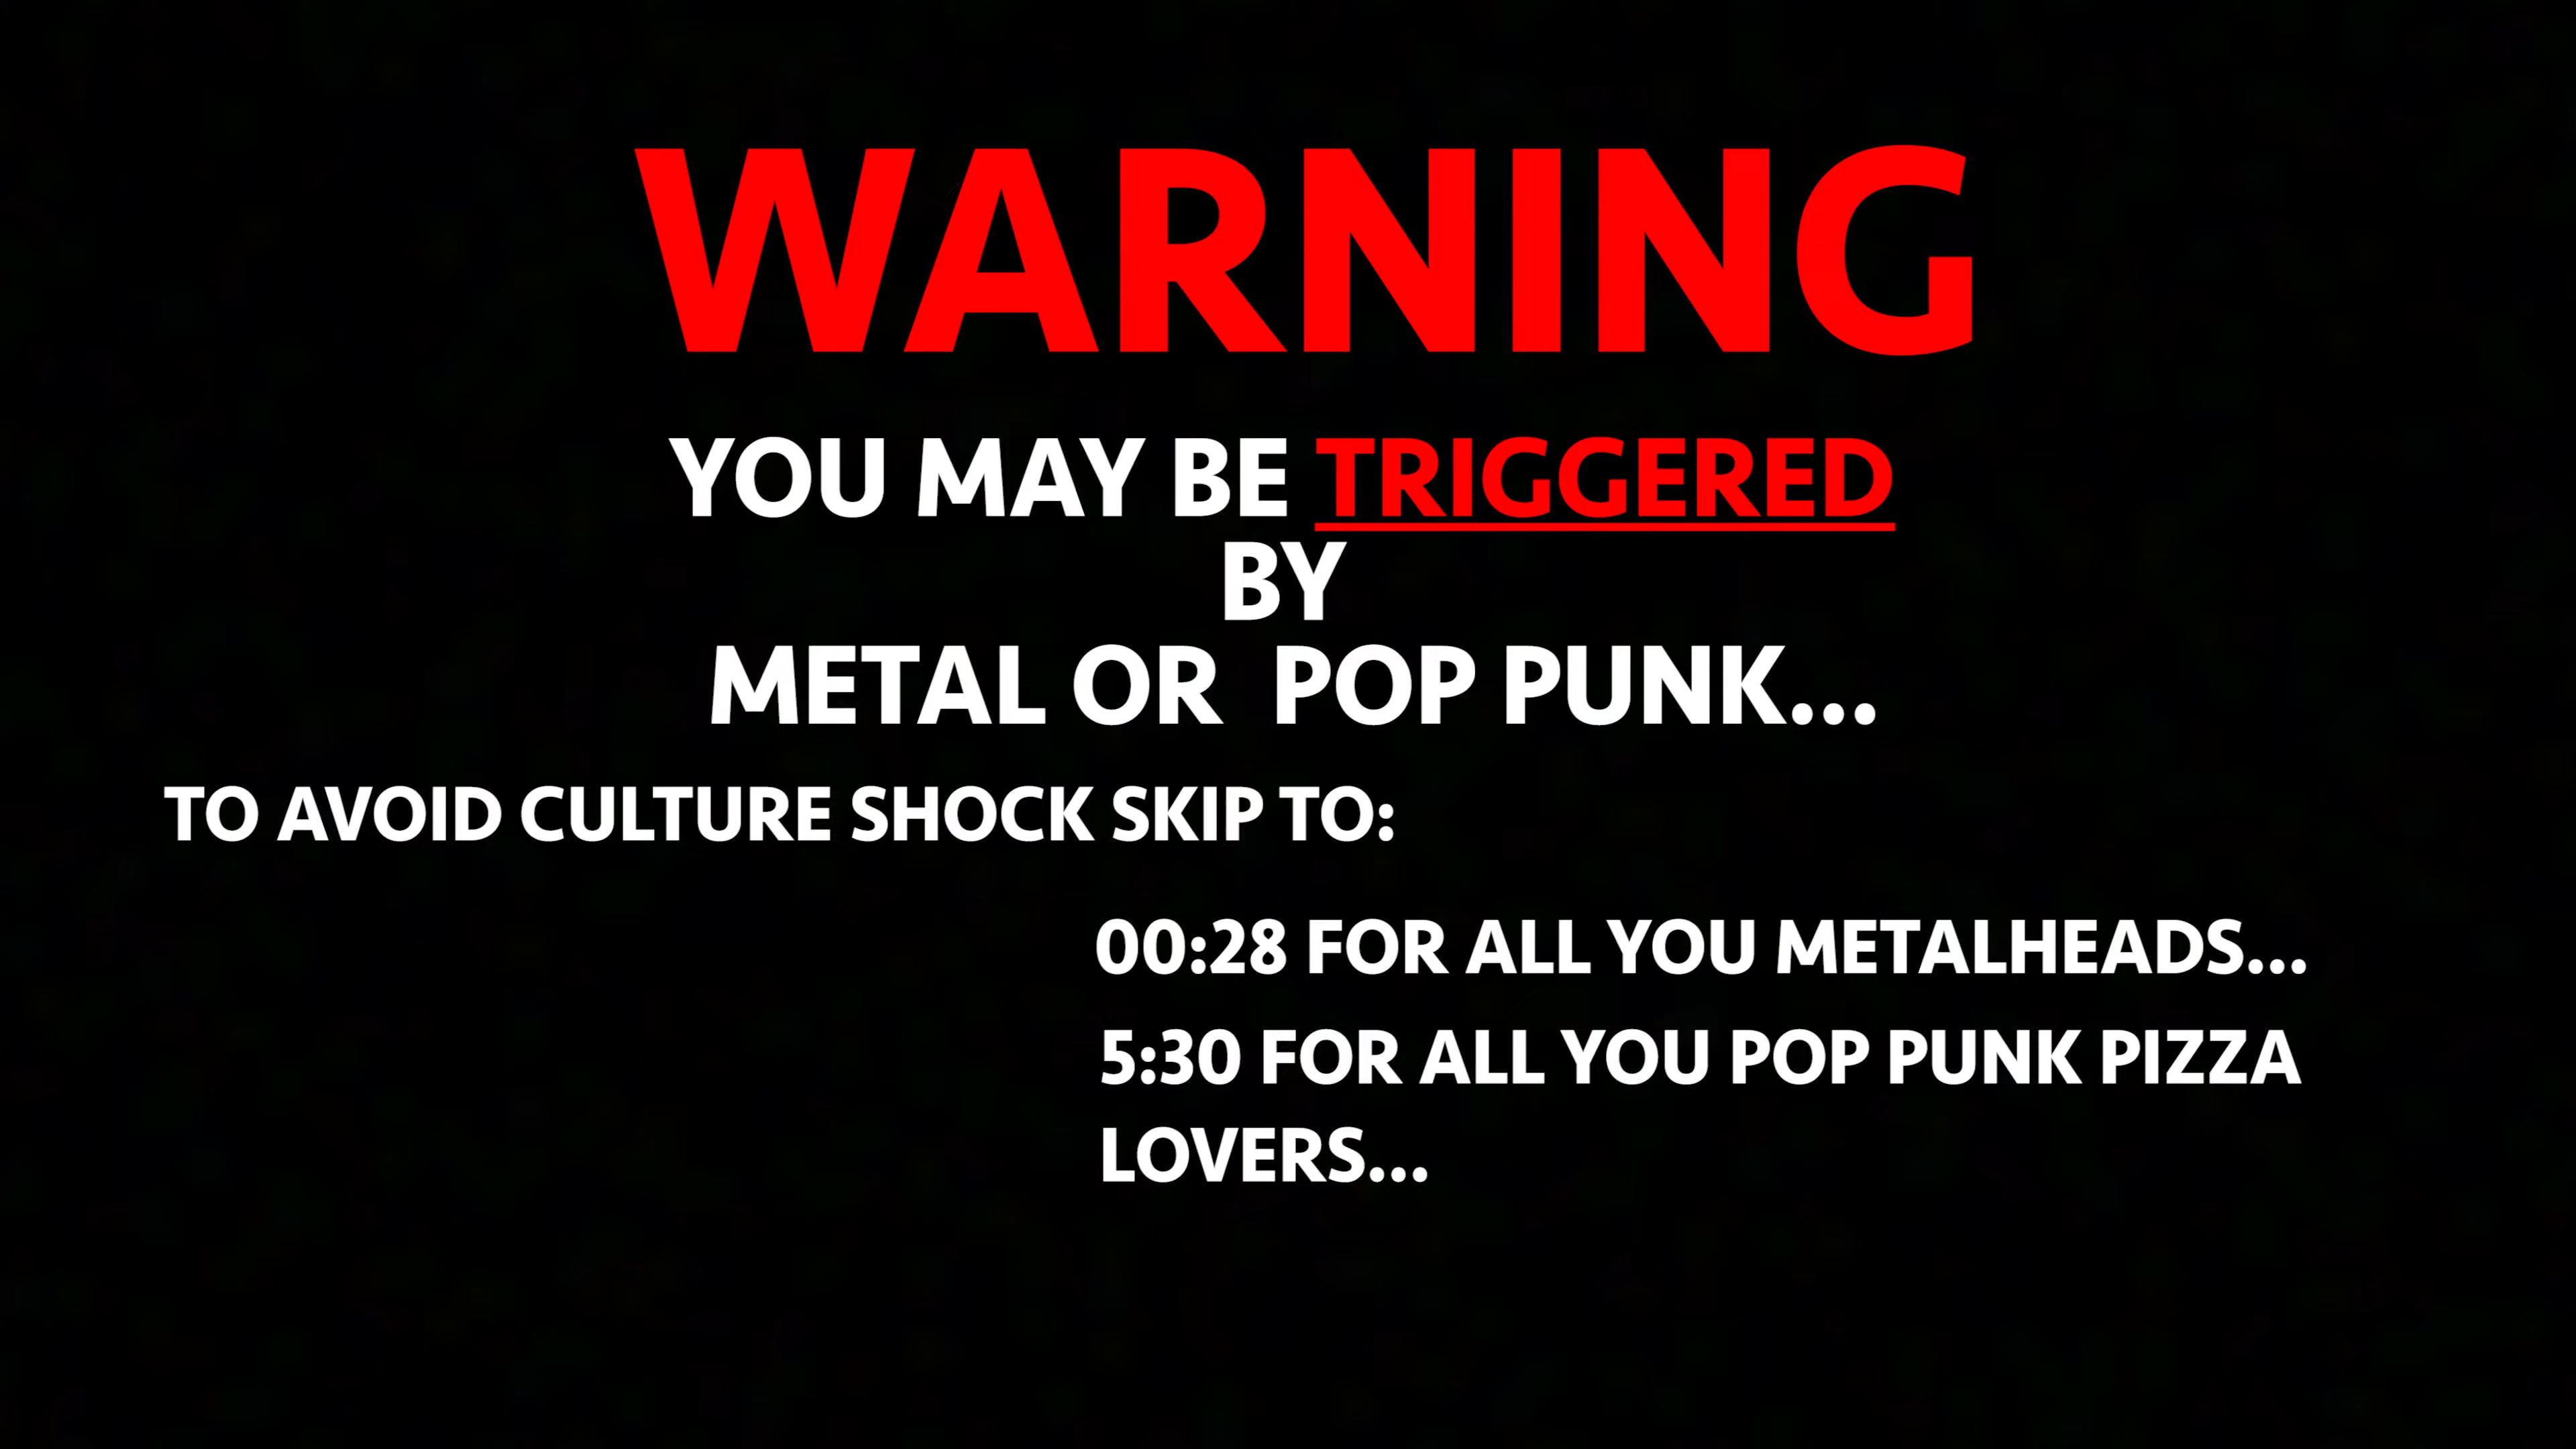 WARNING
YOU MAY BE TRIGGERED
BY
METAL OR  POP PUNK...
TO AVOID CULTURE SHOCK SKIP TO:
00:28 FOR ALL YOU METALHEADS...
5:30 FOR ALL YOU POP PUNK PIZZA
LOVERS...